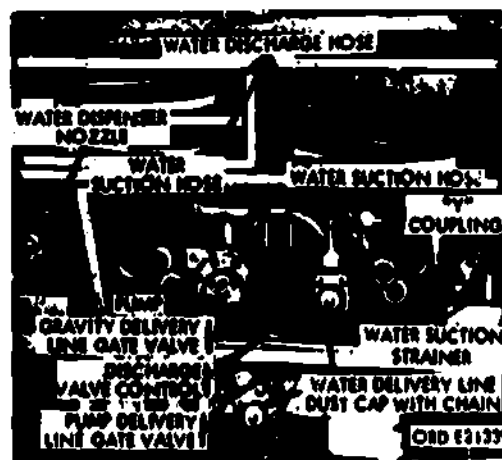 WATER DISCHARGE HOSE
WATER DISPENSER
NOZZLE
WATER
SUCTION HOSE
WATER SUCTION HOSE
"Y"
COUPLING
PUMP
GRAVITY DELIVERY
LINE GATE VALVE
DISCHARGE
VALVE CONTROL
PUMP DELIVERY
LINE GATE VALVE
WATER SUCTION
STRAINER
WATER DELIVERY LINE
DUST CAP WITH CHAIN
ORD